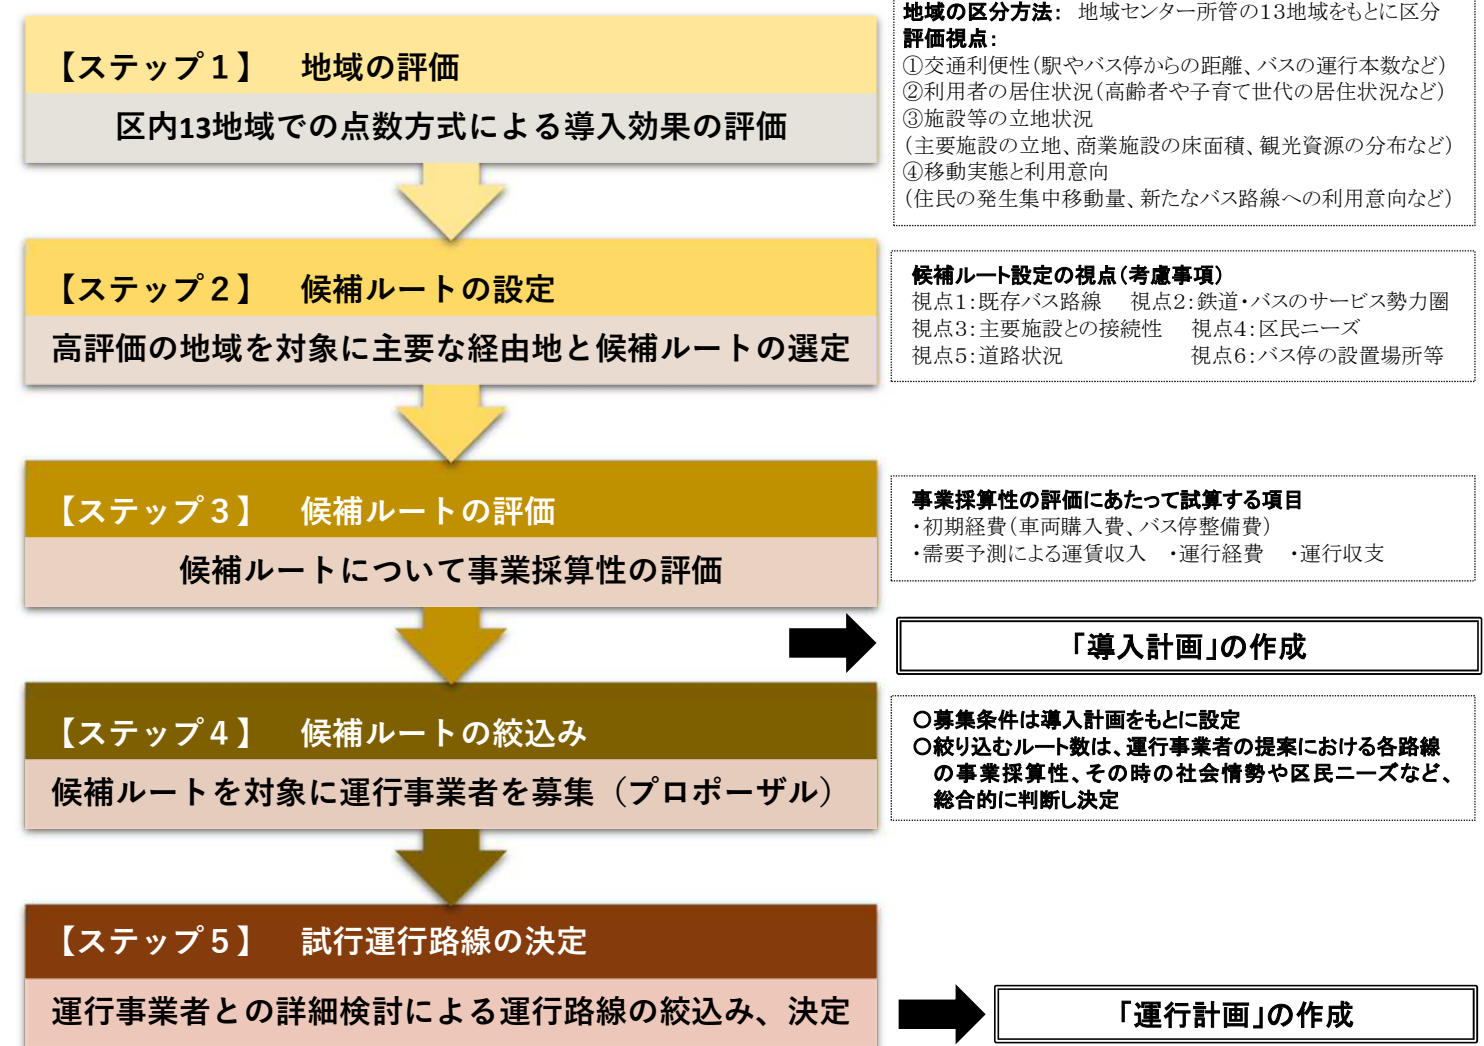 【ステップ１】　地域の評価
区内13地域での点数方式による導入効果の評価
地域の区分方法：　地域センター所管の13地域をもとに区分
評価視点：
①交通利便性（駅やバス停からの距離、バスの運行本数など）
②利用者の居住状況（高齢者や子育て世代の居住状況など）
③施設等の立地状況
（主要施設の立地、商業施設の床面積、観光資源の分布など）
④移動実態と利用意向
（住民の発生集中移動量、新たなバス路線への利用意向など）
【ステップ２】　候補ルートの設定
高評価の地域を対象に主要な経由地と候補ルートの選定
候補ルート設定の視点（考慮事項）
視点1：既存バス路線　視点2：鉄道・バスのサービス勢力圏
視点3：主要施設との接続性　視点4：区民ニーズ
視点5：道路状況　視点6：バス停の設置場所等
【ステップ３】　候補ルートの評価
候補ルートについて事業採算性の評価
事業採算性の評価にあたって試算する項目
・初期経費（車両購入費、バス停整備費）
・需要予測による運賃収入　・運行経費　・運行収支
「導入計画」の作成
【ステップ４】　候補ルートの絞込み
候補ルートを対象に運行事業者を募集（プロポーザル）
○募集条件は導入計画をもとに設定
○絞り込むルート数は、運行事業者の提案における各路線
の事業採算性、その時の社会情勢や区民ニーズなど、
総合的に判断し決定
【ステップ５】　試行運行路線の決定
運行事業者との詳細検討による運行路線の絞込み、決定
「運行計画」の作成